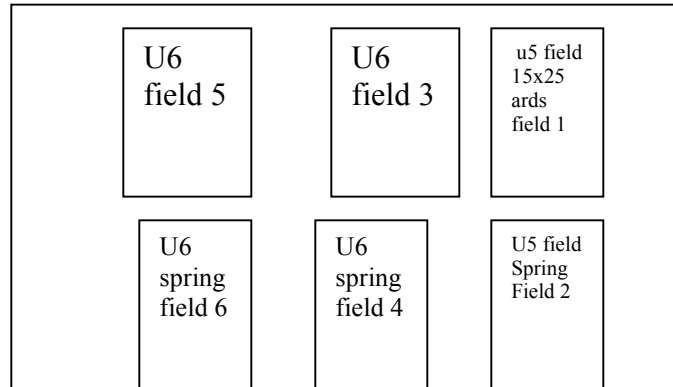 U6
field 5
U6
field 3
u5 field
15x25
ards
field 1
U6
spring
field 6
U6
spring
field 4
U5 field
Spring
Field 2